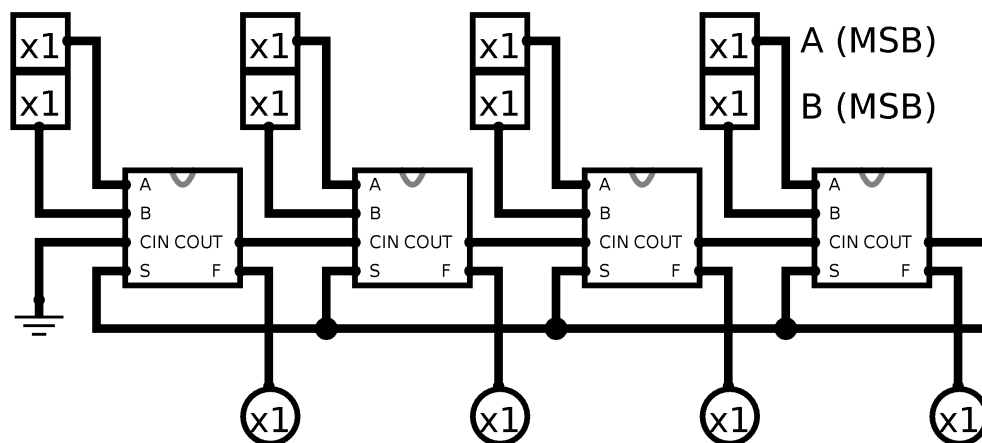 x1 x1 x1 x1 A (MSB)
x1 x1 x1 x1 B (MSB)
A A A A
B B B B
CIN COUT CIN COUT CIN COUT CIN COUT
S F S F S F S F
x1 x1 x1 x1